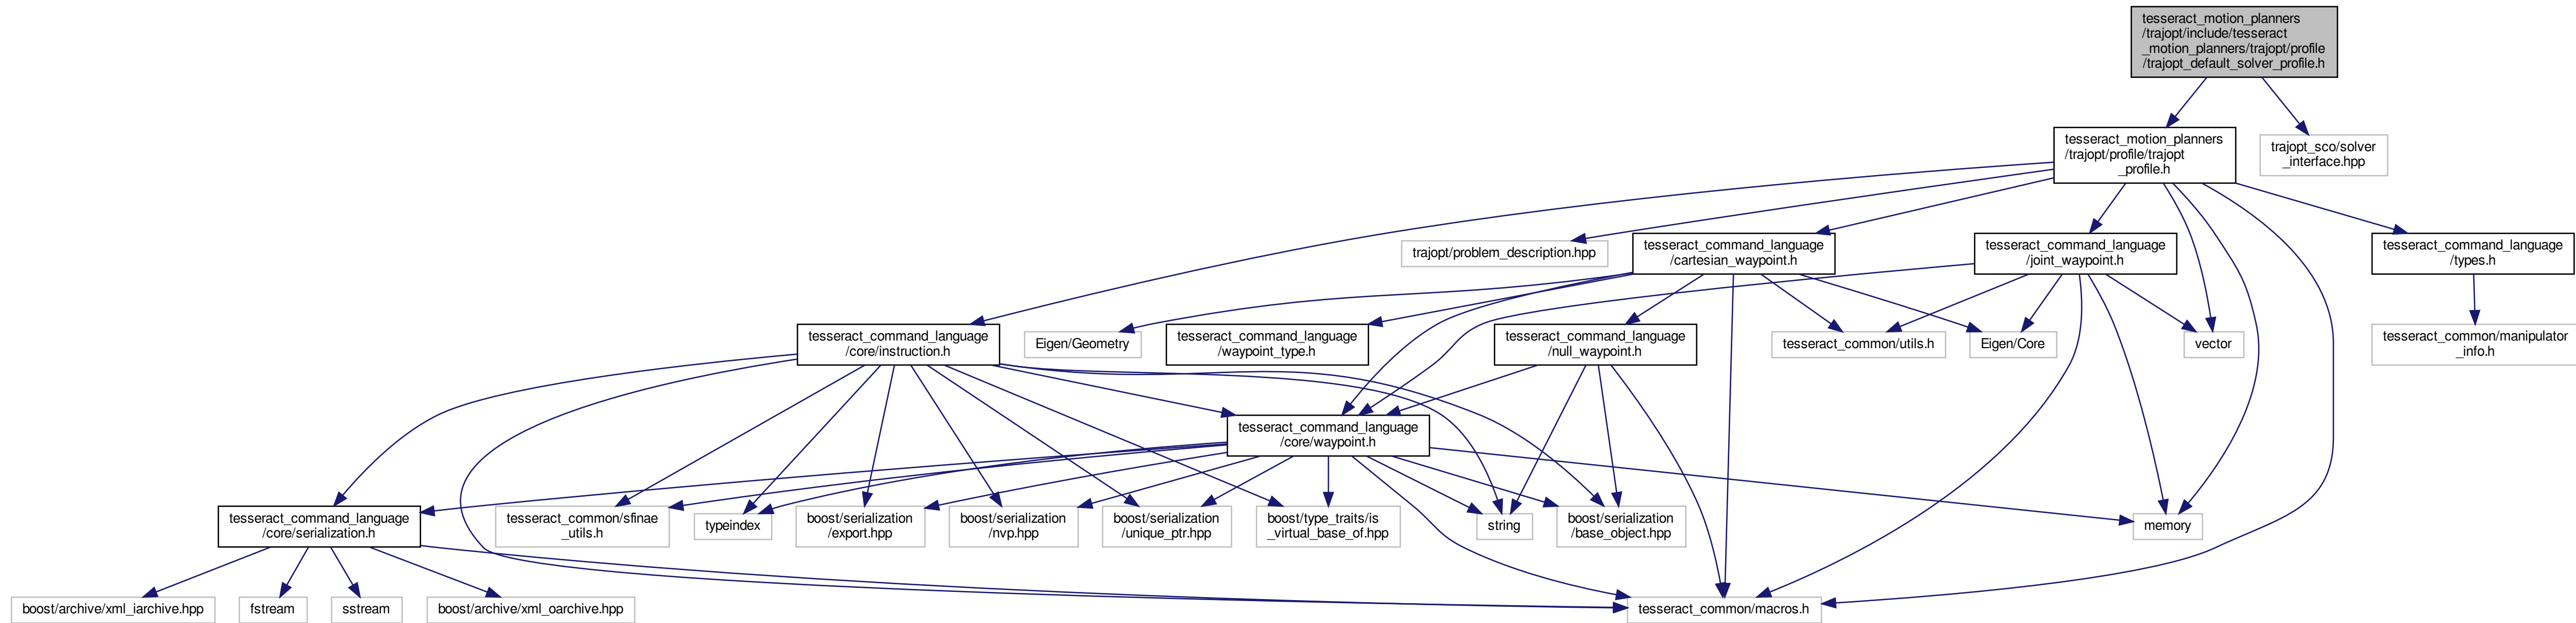 tesseract_motion_planners
/trajopt/include/tesseract
_motion_planners/trajopt/profile
/trajopt_default_solver_profile.h
tesseract_motion_planners
/trajopt/profile/trajopt
_profile.h
trajopt_sco/solver
_interface.hpp
trajopt/problem_description.hpp
tesseract_command_language
/cartesian_waypoint.h
tesseract_command_language
/joint_waypoint.h
tesseract_command_language
/types.h
tesseract_command_language
/core/instruction.h
Eigen/Geometry
tesseract_command_language
/waypoint_type.h
tesseract_command_language
/null_waypoint.h
tesseract_common/utils.h
Eigen/Core
vector
tesseract_common/manipulator
_info.h
tesseract_command_language
/core/waypoint.h
tesseract_command_language
/core/serialization.h
tesseract_common/sfinae
_utils.h
typeindex
boost/serialization
/export.hpp
boost/serialization
/nvp.hpp
boost/serialization
/unique_ptr.hpp
boost/type_traits/is
_virtual_base_of.hpp
string
boost/serialization
/base_object.hpp
memory
boost/archive/xml_iarchive.hpp
fstream
sstream
boost/archive/xml_oarchive.hpp
tesseract_common/macros.h